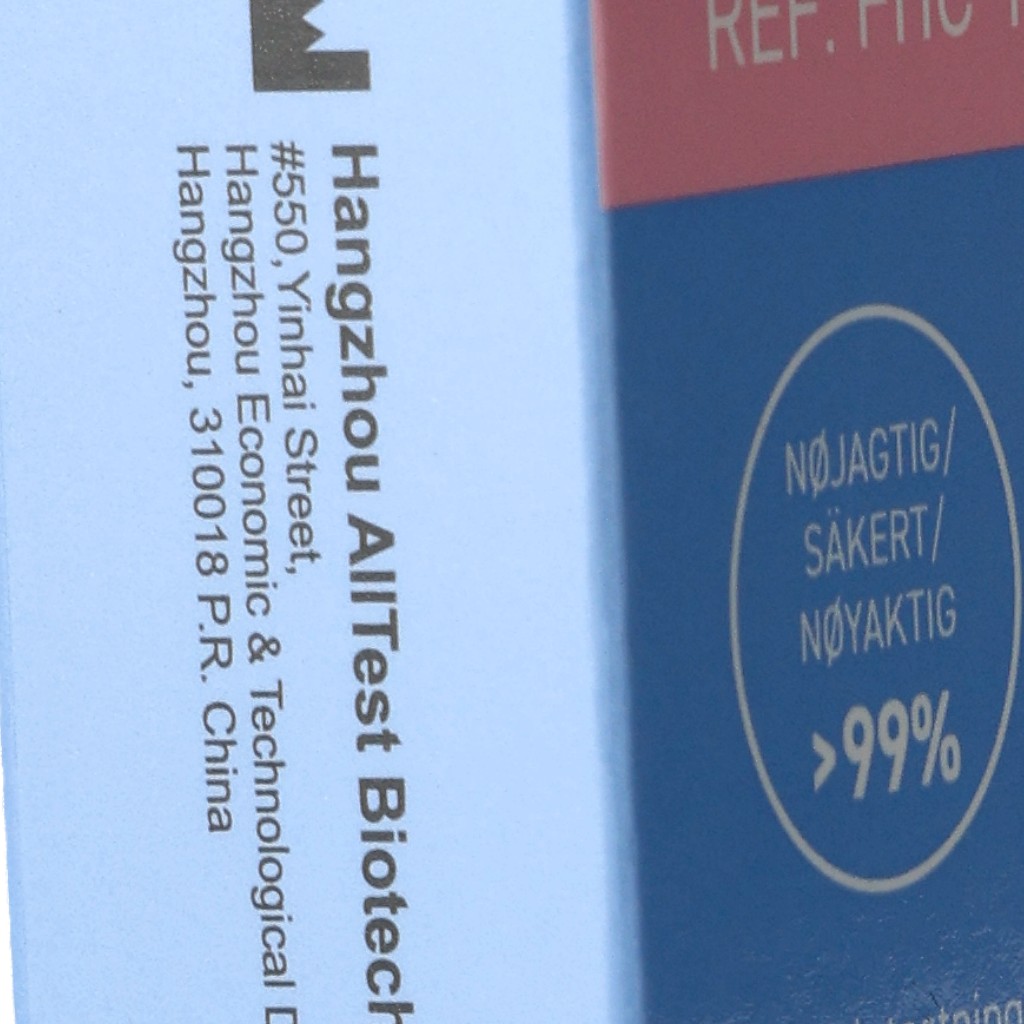 Hangzhou AllTest Biotech
#550,Yinhai Street,
Hangzhou Economic & Technological
Hangzhou, 310018 P.R. China
REF.
NØJAGTIG/
SÄKERT/
NØYAKTIG
>99%